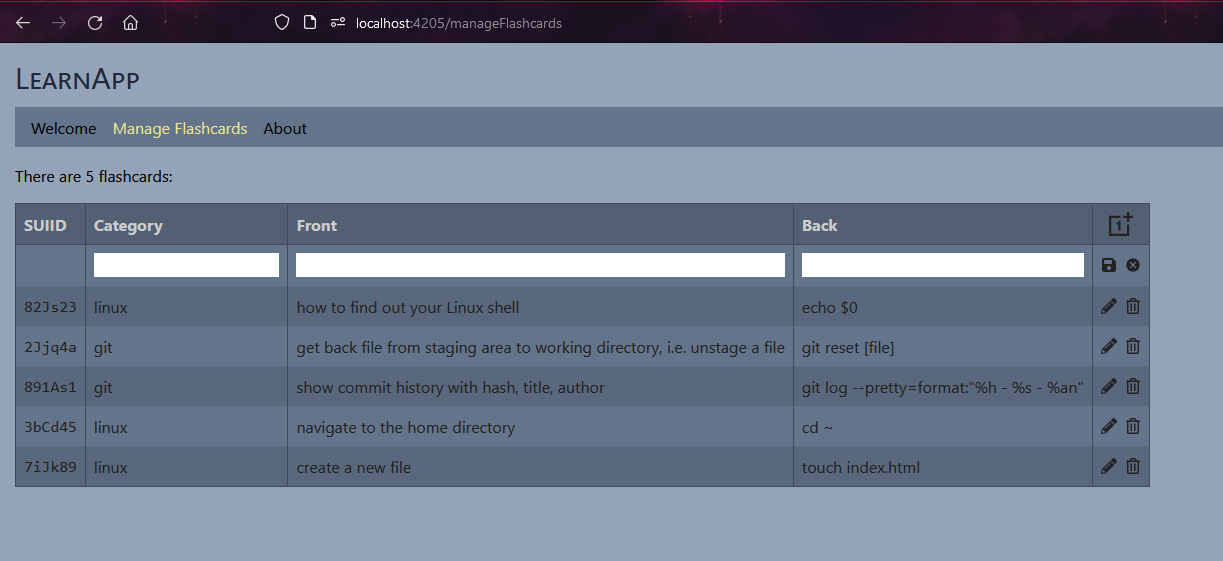 localhost:4205/manageFlashcards
LearnApp
Welcome Manage Flashcards About
There are 5 flashcards:
SUIID Category Front Back 1+
82Js23 linux how to find out your Linux shell echo $0
2Jjq4a git get back file from staging area to working directory, i.e. unstage a file git reset [file]
891As1 git show commit history with hash, title, author git log --pretty=format:"%h - %s - %an"
3bCd45 linux navigate to the home directory cd ~
7iJk89 linux create a new file touch index.html